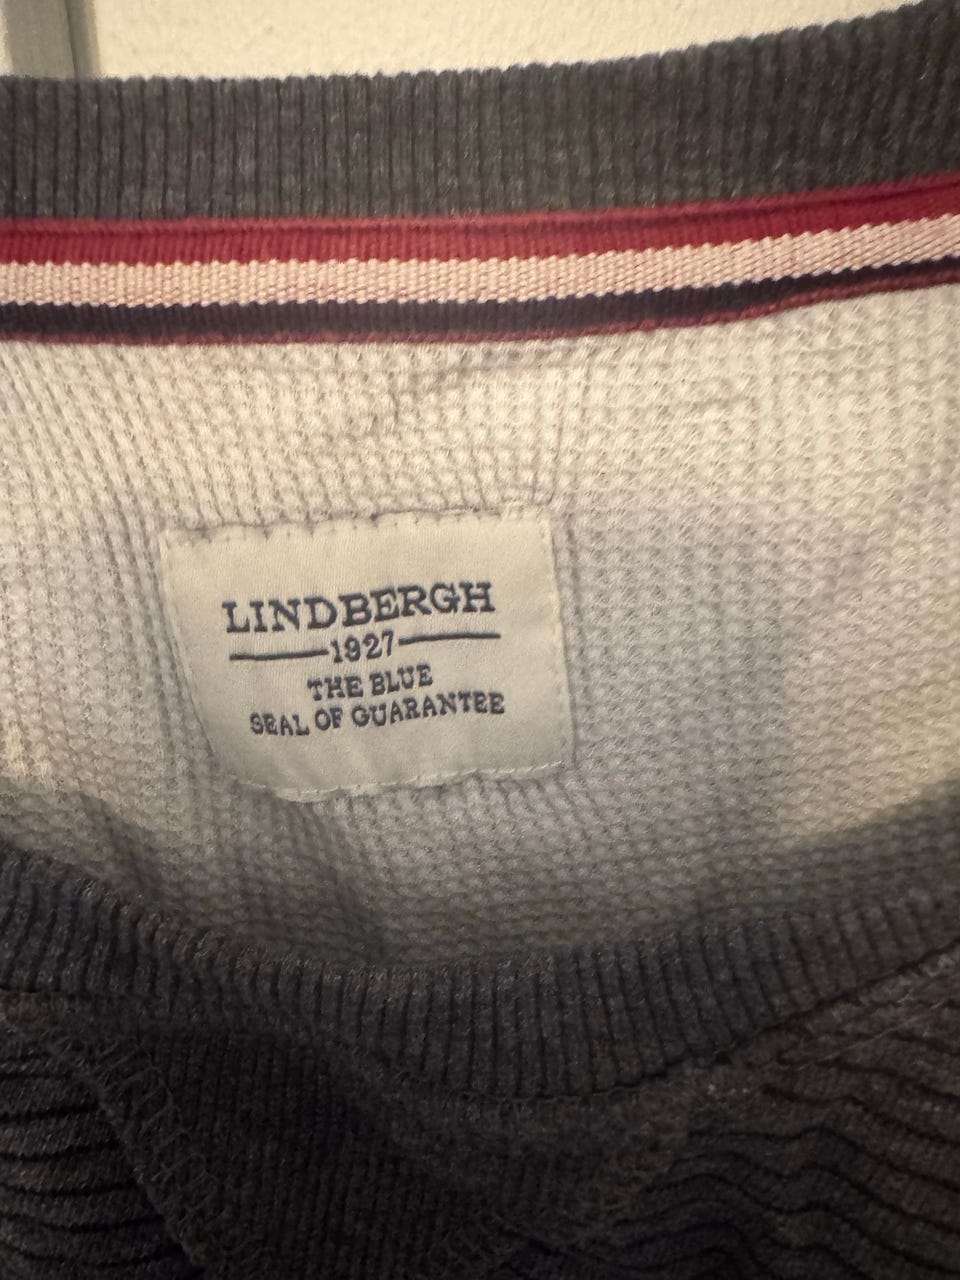 LINDBERGH
1927
THE BLUE
SEAL OF GUARANTEE